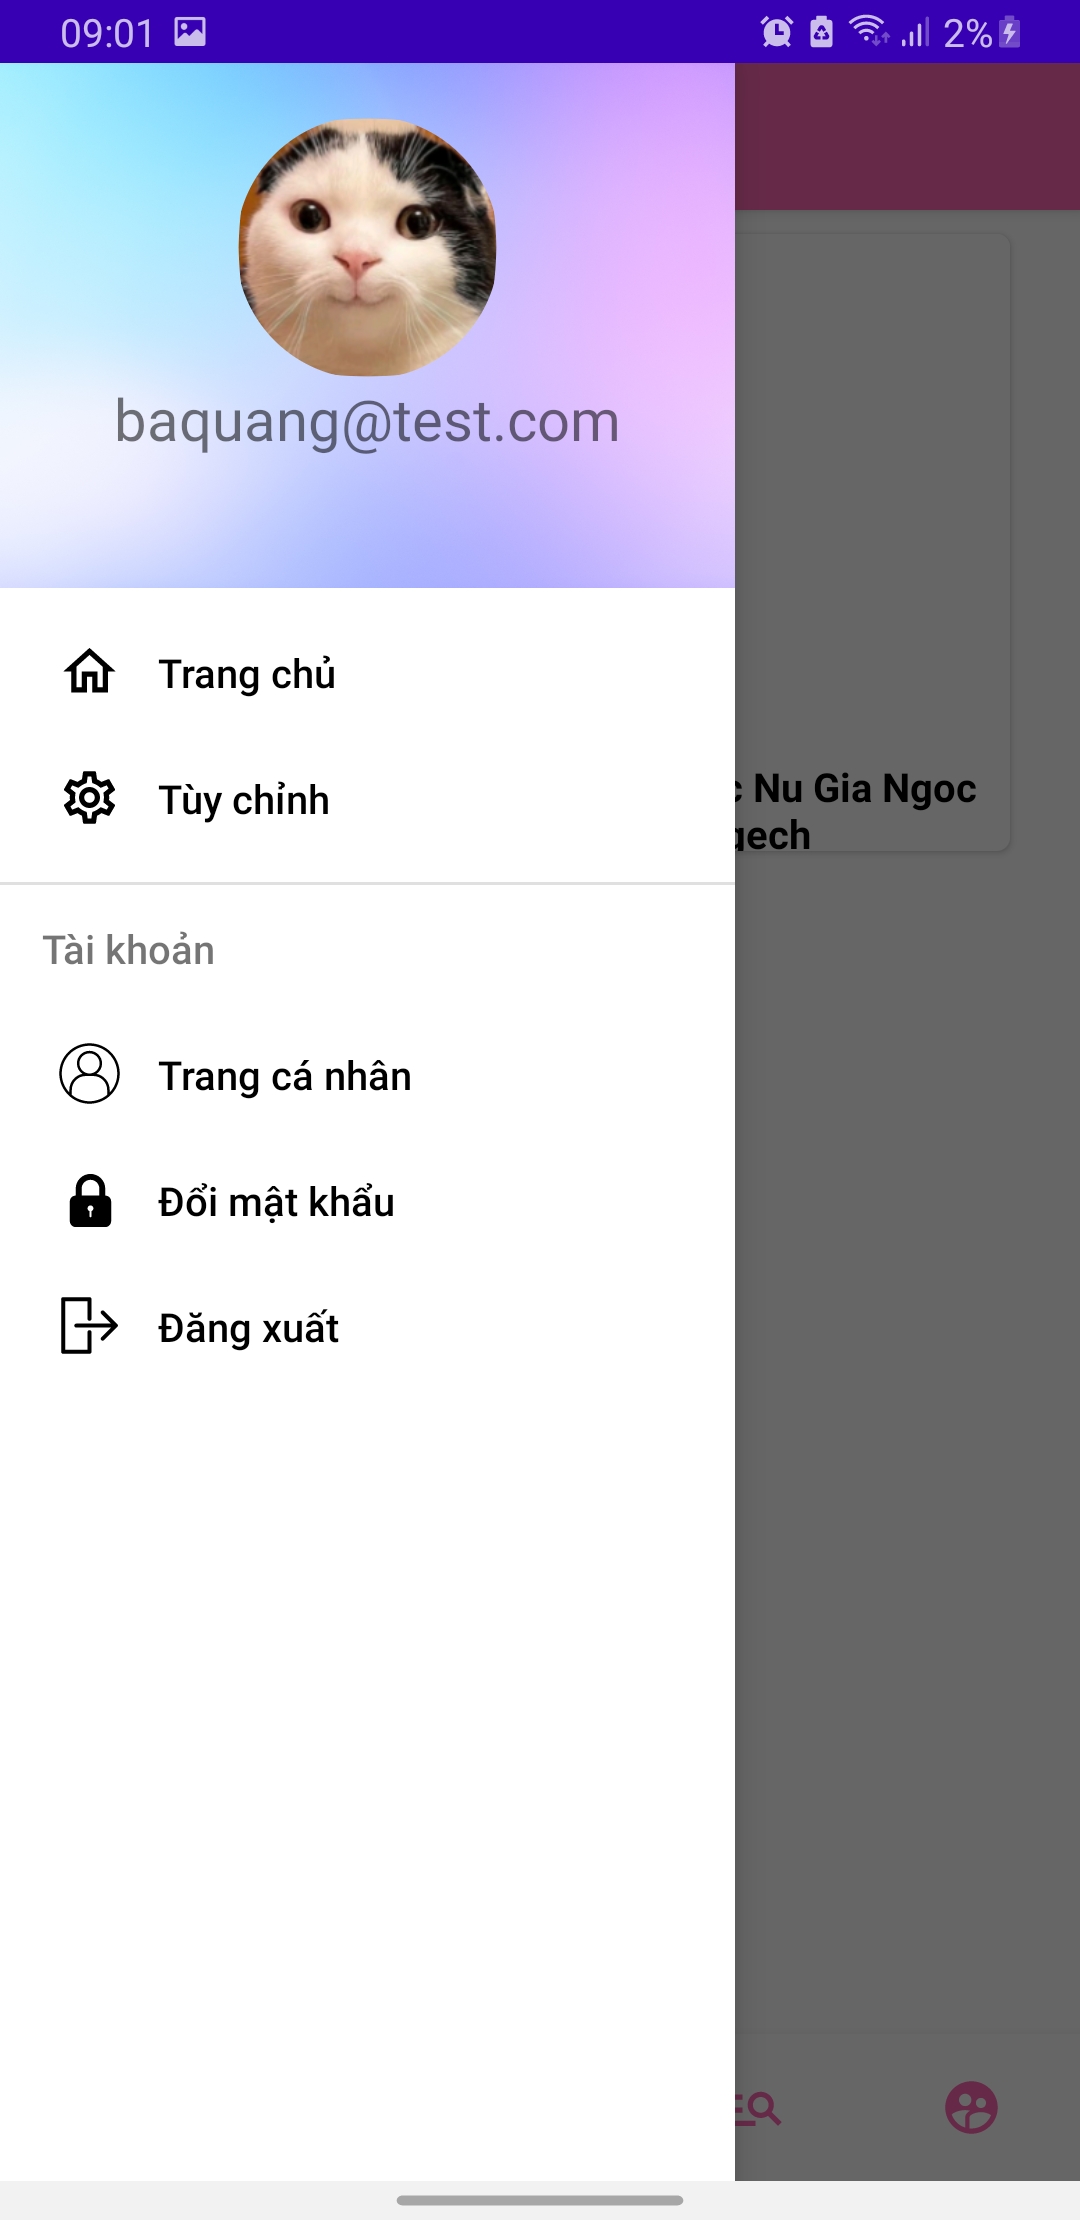 09:01
2%
baquang@test.com
Trang chủ
Tùy chỉnh
Nu Gia Ngoc
Tài khoản
Trang cá nhân
Đổi mật khẩu
Đăng xuất